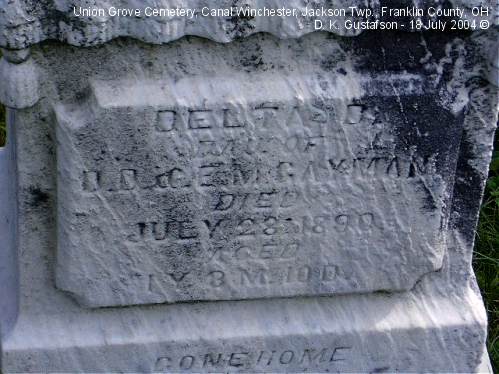 Union Grove Cemetery, Canal Winchester, Jackson Twp., Franklin County, OH
- D. K. Gustafson - 18 July 2004 ©
DELTA D.
DAU. OF
D. D. & E. M. GAYMAN
DIED
JULY 28, 1890
AGED
1 Y. 8 M. 10 D.
GONE HOME